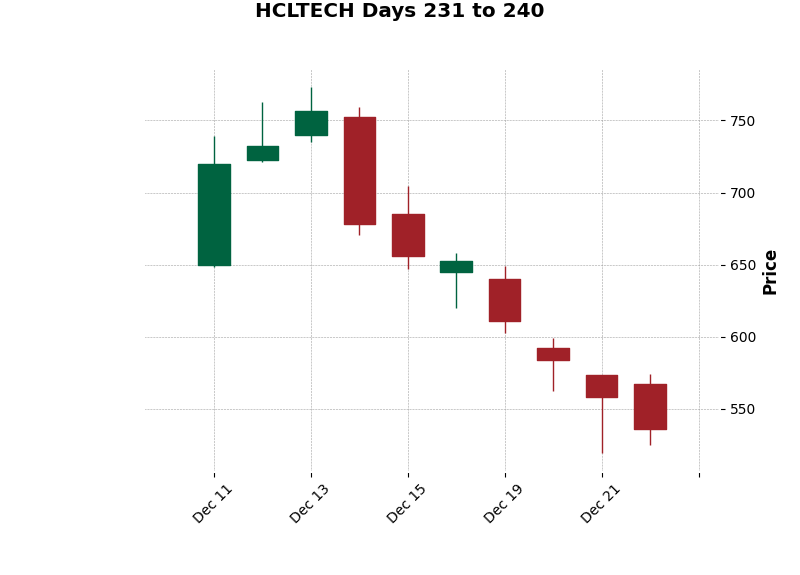 HCLTECH Days 231 to 240
750
700
650
600
550
Price
Dec 11
Dec 13
Dec 15
Dec 19
Dec 21